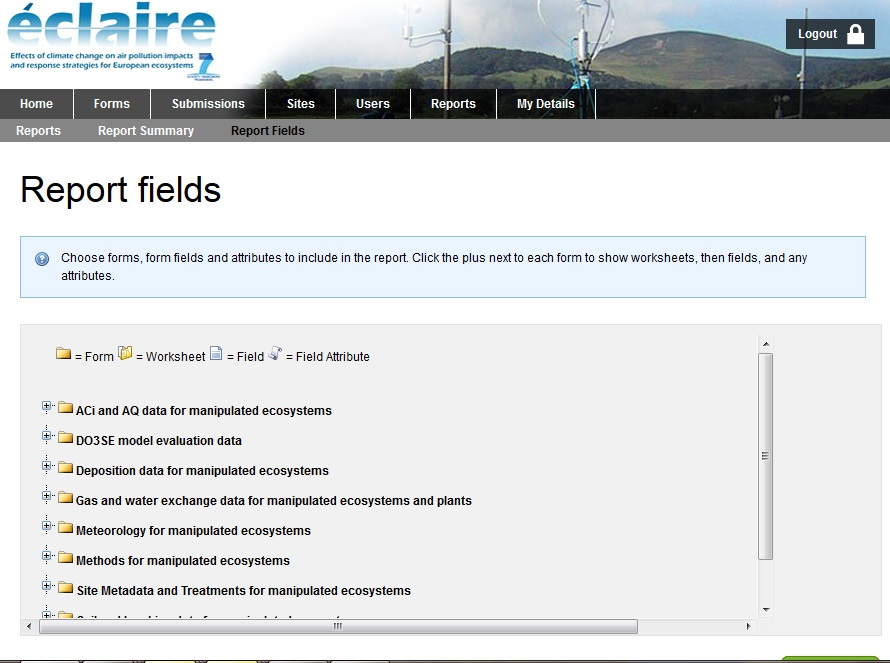 éclaire
Effects of climate change on air pollution impacts
and response strategies for European ecosystems
7
Logout
Home Forms Submissions Sites Users Reports My Details
Reports Report Summary Report Fields
Report fields
Choose forms, form fields and attributes to include in the report. Click the plus next to each form to show worksheets, then fields, and any
attributes.
= Form = Worksheet = Field = Field Attribute
ACi and AQ data for manipulated ecosystems
DO3SE model evaluation data
Deposition data for manipulated ecosystems
Gas and water exchange data for manipulated ecosystems and plants
Meteorology for manipulated ecosystems
Methods for manipulated ecosystems
Site Metadata and Treatments for manipulated ecosystems